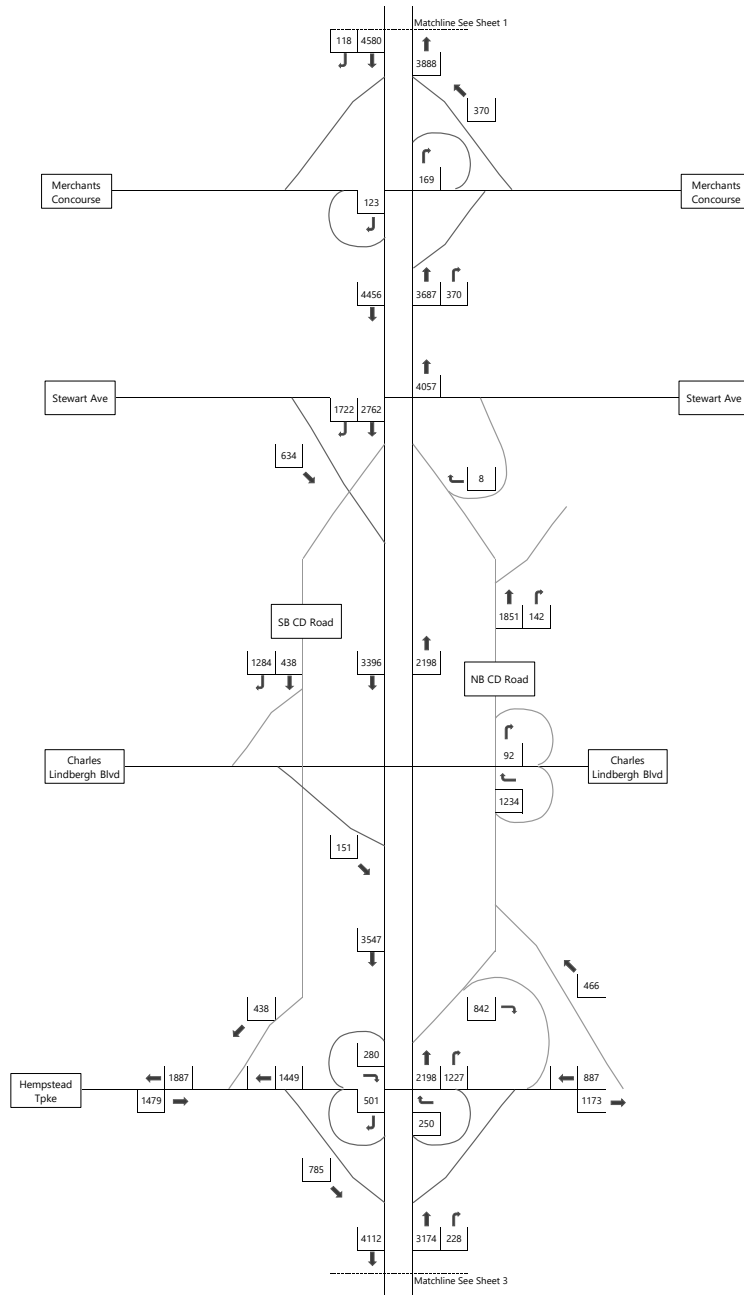 Matchline See Sheet 1
118 4580
3888
370
169
Merchants
Concourse
Merchants
Concourse
123
4456
3687 370
4057
Stewart Ave
Stewart Ave
1722 2762
634
8
1851 142
SB CD Road
1284 438
3396
2198
NB CD Road
92
Charles
Lindbergh Blvd
Charles
Lindbergh Blvd
1234
151
3547
466
438
842
280
1887
1449
2198 1227
887
Hempstead
Tpke
1479
501
1173
250
785
4112
3174 228
Matchline See Sheet 3